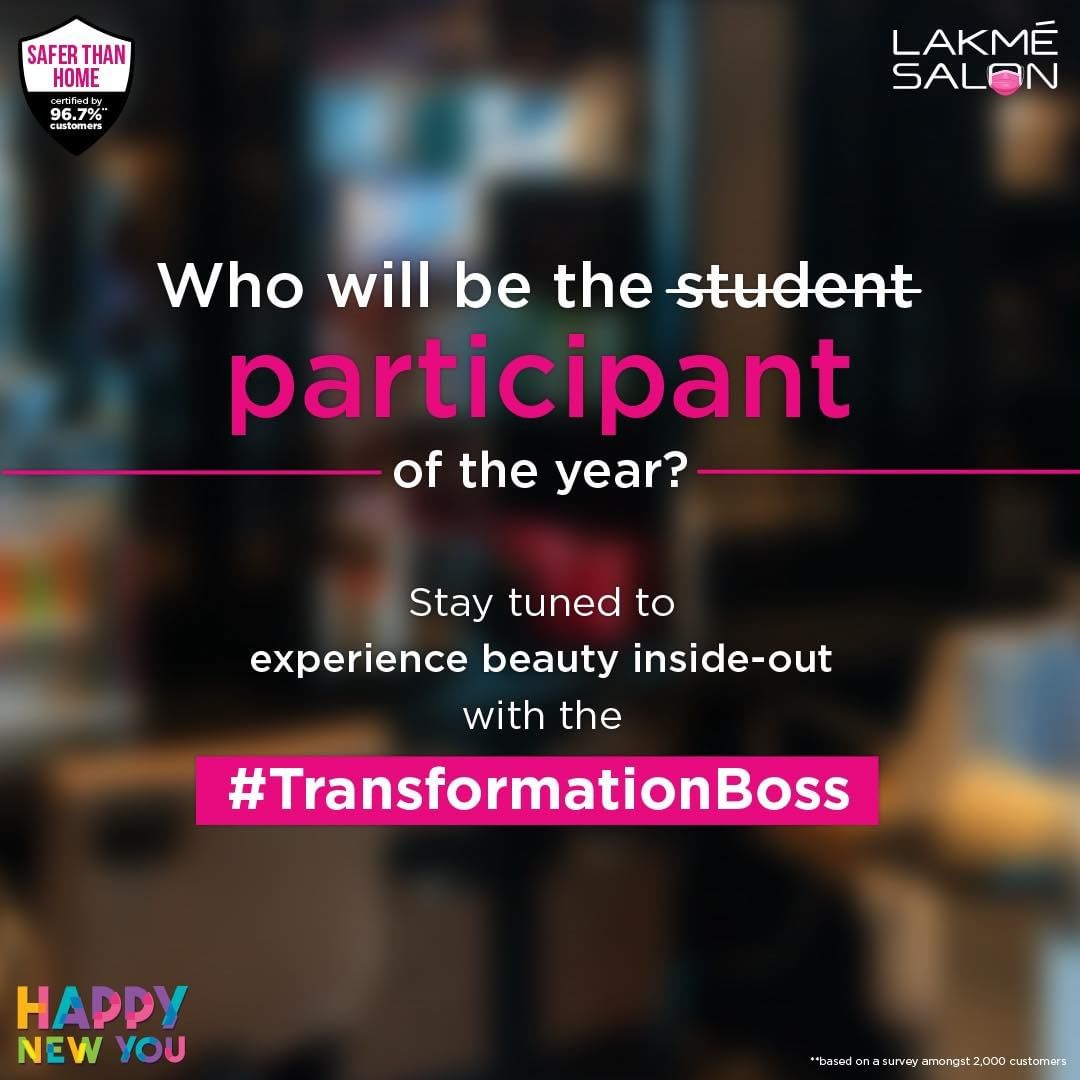 SAFER THAN
HOME
certified by
96.7%**
customers
LAKMÉ
SALON
Who will be the student
participant
of the year?
Stay tuned to
experience beauty inside-out
with the
#TransformationBoss
HAPPY
NEW YOU
**based on a survey amongst 2,000 customers